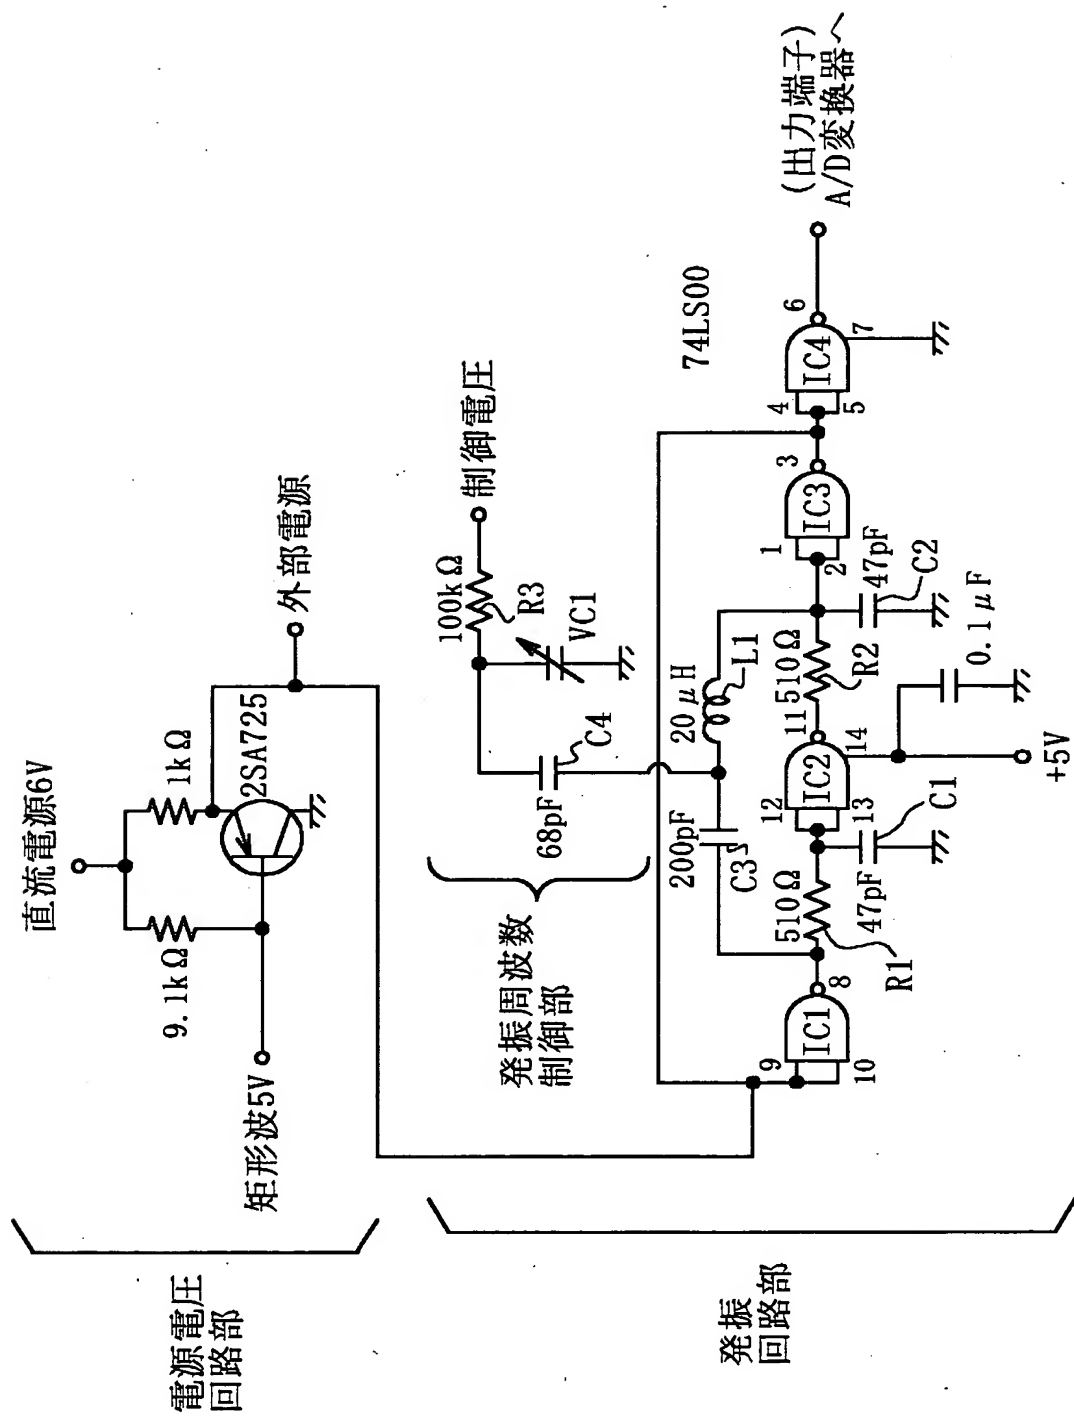 電源電圧
回路部
直流電源6V
9.1kΩ
1kΩ
2SA725
矩形波5V
外部電源
発振
回路部
発振周波数
制御部
68pF
C4
100kΩ
R3
VC1
制御電圧
200pF
C3
20μH
L1
74LS00
9
10
IC1
8
510Ω
R1
47pF
C1
12
13
IC2
11
14
510Ω
R2
47pF
C2
0.1μF
+5V
1
2
IC3
3
4
5
IC4
6
7
(出力端子)
A/D変換器へ